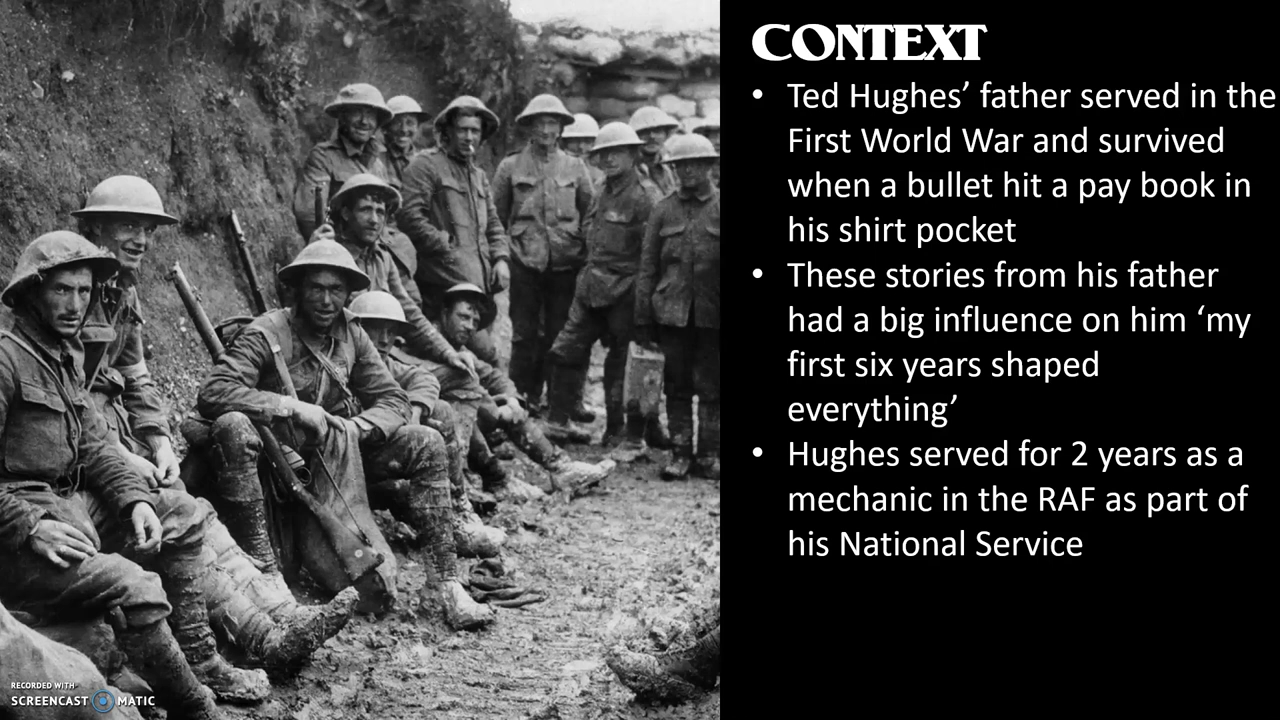 CONTEXT
• Ted Hughes’ father served in the
First World War and survived
when a bullet hit a pay book in
his shirt pocket
• These stories from his father
had a big influence on him ‘my
first six years shaped
everything’
• Hughes served for 2 years as a
mechanic in the RAF as part of
his National Service
RECORDED WITH
SCREENCAST MATIC